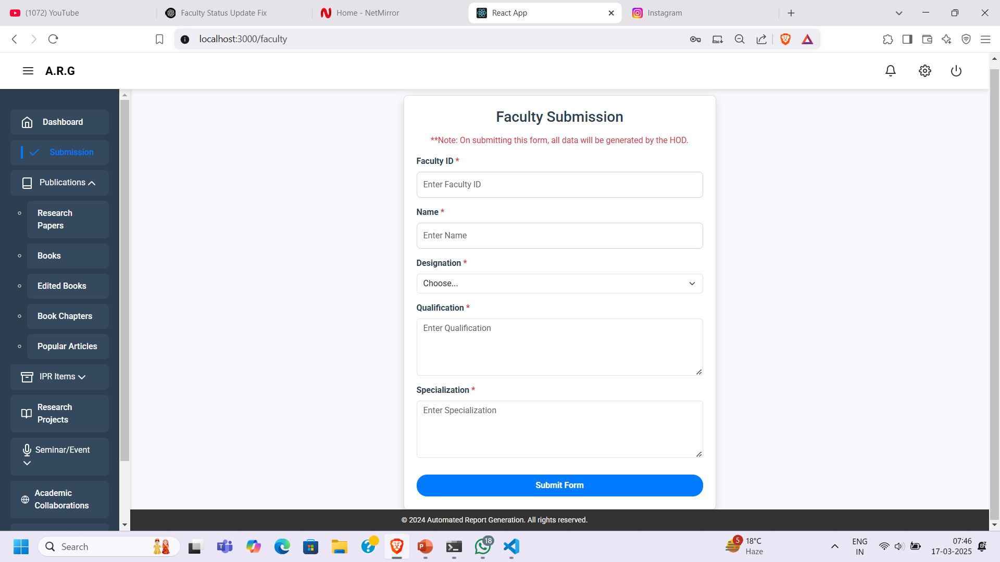 (1072) YouTube
Faculty Status Update Fix
Home - NetMirror
React App
Instagram
localhost:3000/faculty
A.R.G
Dashboard
Submission
Publications
Research
Papers
Books
Edited Books
Book Chapters
Popular Articles
IPR Items
Research
Projects
Seminar/Event
Academic
Collaborations
Faculty Submission
**Note: On submitting this form, all data will be generated by the HOD.
Faculty ID *
Enter Faculty ID
Name *
Enter Name
Designation *
Choose...
Qualification *
Enter Qualification
Specialization *
Enter Specialization
Submit Form
© 2024 Automated Report Generation. All rights reserved.
Search
18
5
18°C
Haze
ENG
IN
07:46
17-03-2025